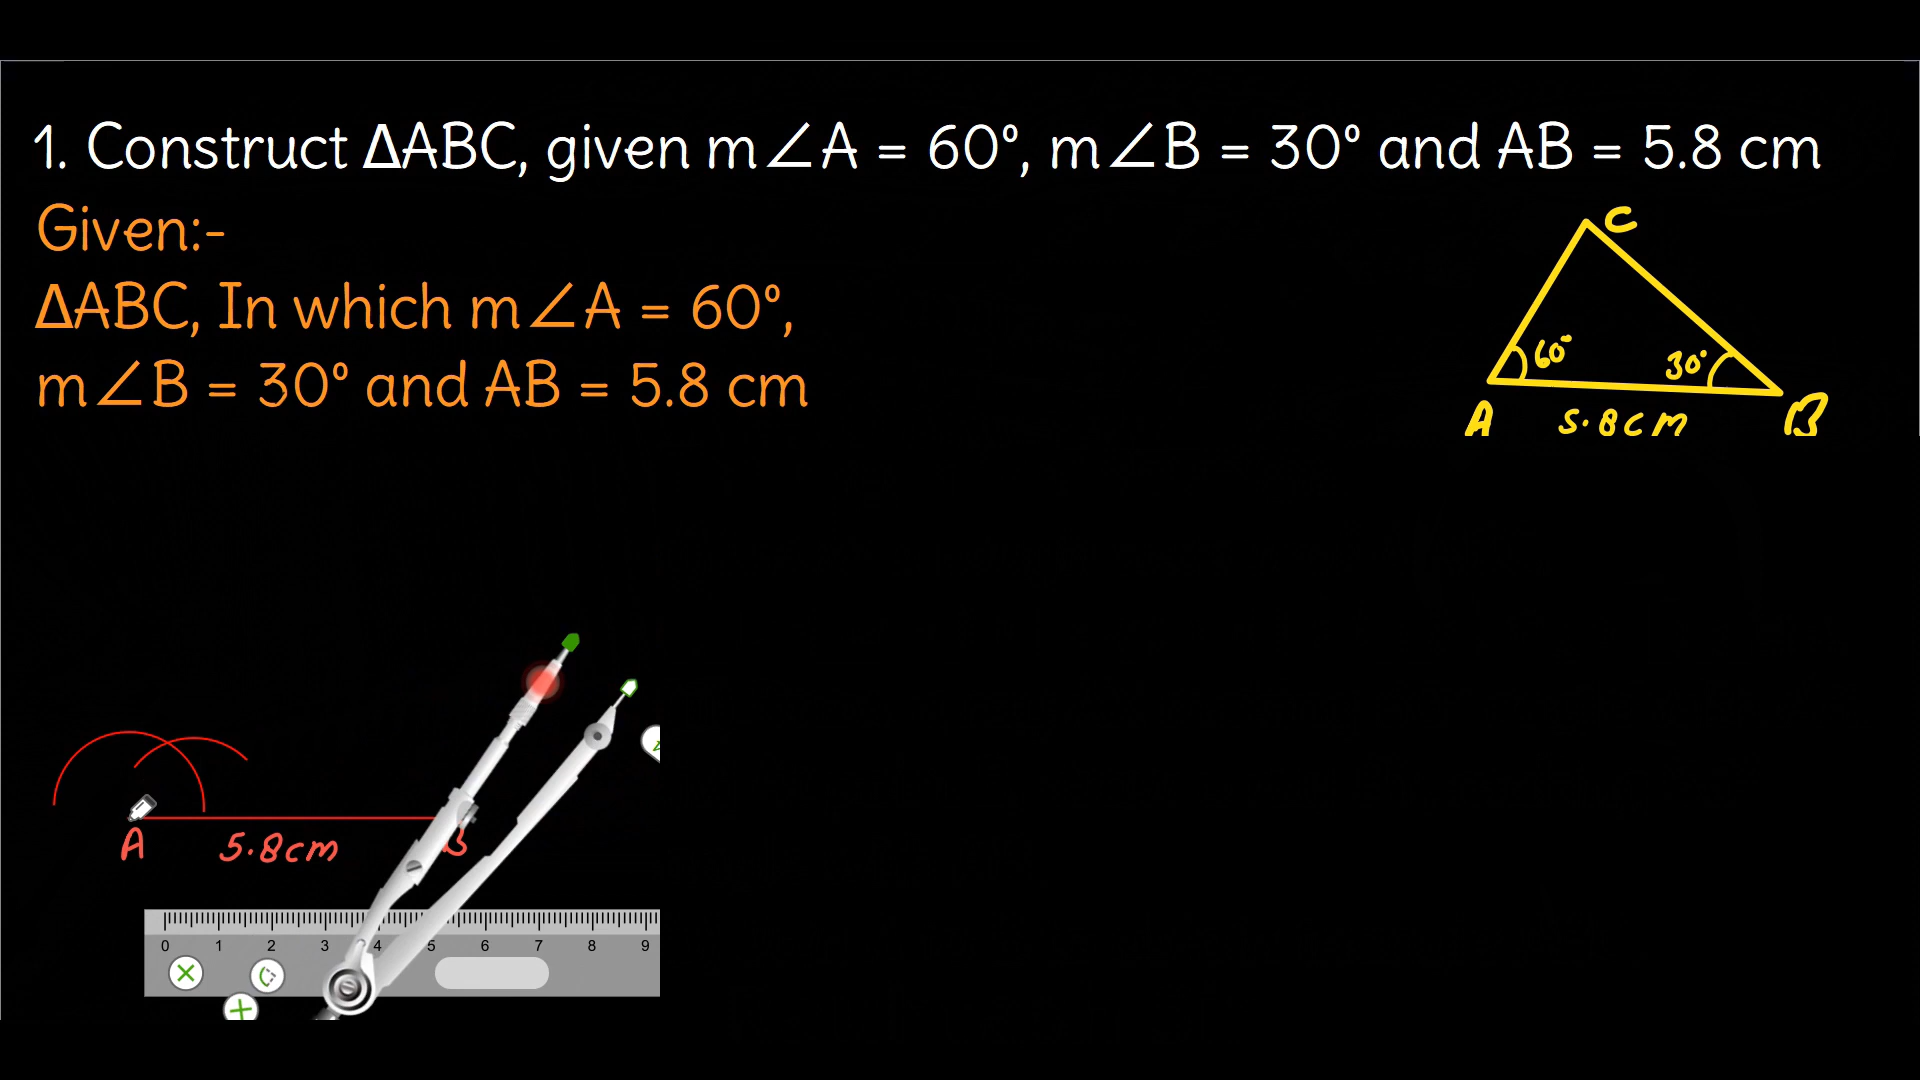 1. Construct ΔABC, given m∠A = 60°, m∠B = 30° and AB = 5.8 cm
Given:-
ΔABC, In which m∠A = 60°,
m∠B = 30° and AB = 5.8 cm
C
60° 30°
A 5.8cm B
A 5.8cm B
0 1 2 3 4 5 6 7 8 9